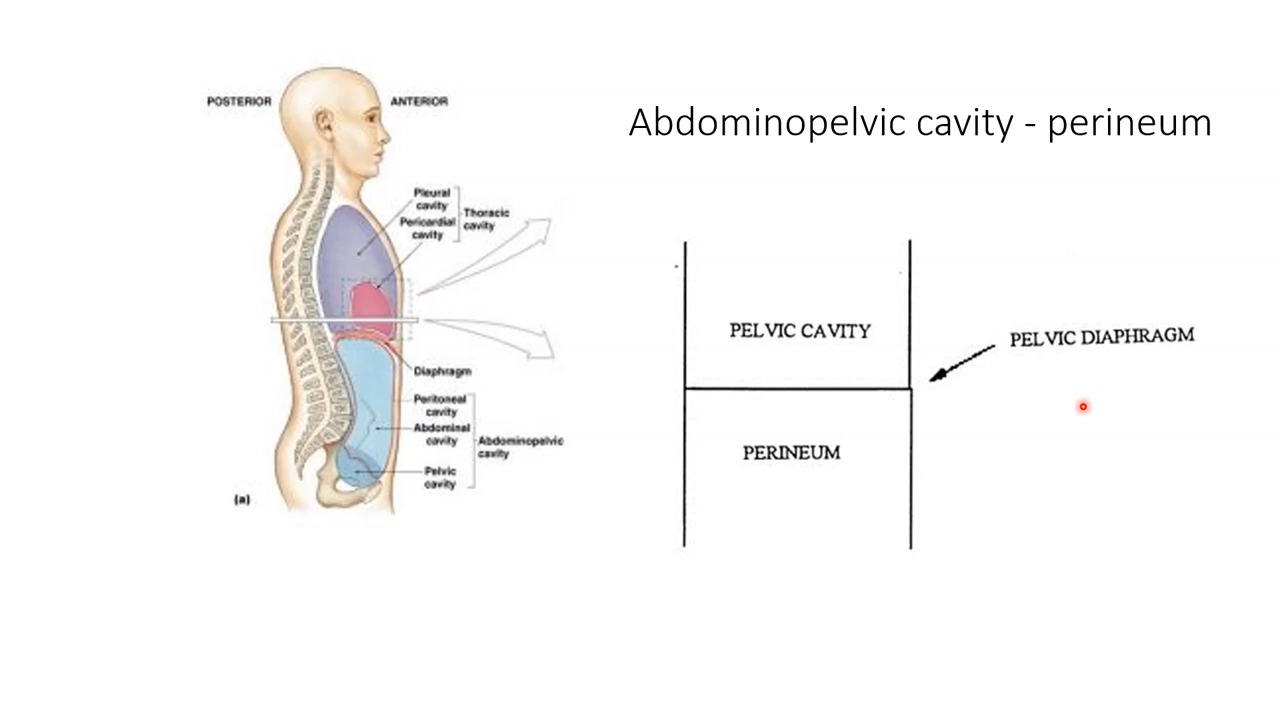 Abdominopelvic cavity - perineum
POSTERIOR
ANTERIOR
Pleural
cavity
Pericardial
cavity
Thoracic
cavity
Diaphragm
Peritoneal
cavity
Abdominal
cavity
Pelvic
cavity
Abdominopelvic
cavity
(a)
PELVIC CAVITY
PELVIC DIAPHRAGM
PERINEUM